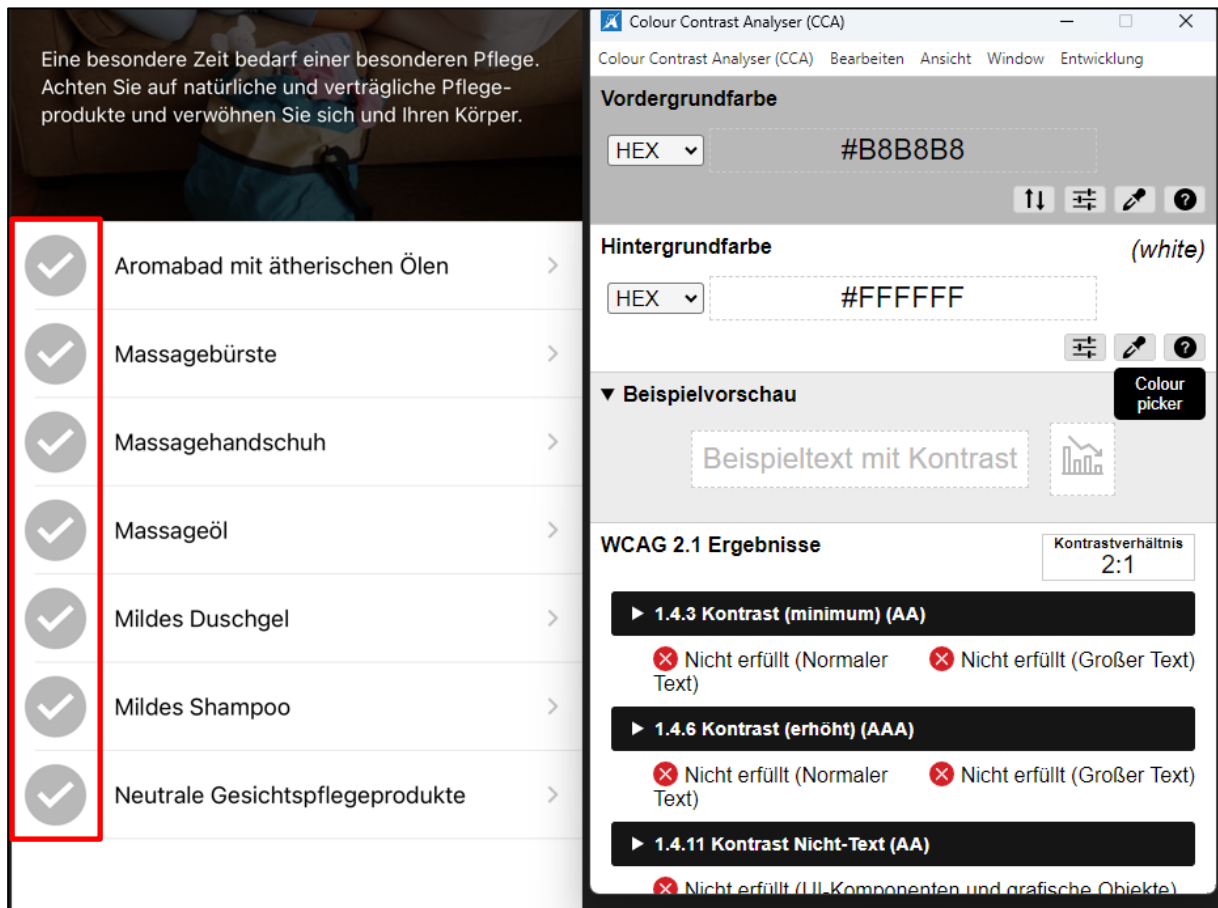 Eine besondere Zeit bedarf einer besonderen Pflege.
Achten Sie auf natürliche und verträgliche Pflege-
produkte und verwöhnen Sie sich und Ihren Körper.
Aromabad mit ätherischen Ölen
Massagebürste
Massagehandschuh
Massageöl
Mildes Duschgel
Mildes Shampoo
Neutrale Gesichtspflegeprodukte
Colour Contrast Analyser (CCA)
Colour Contrast Analyser (CCA) Bearbeiten Ansicht Window Entwicklung
Vordergrundfarbe
HEX #B8B8B8
Hintergrundfarbe (white)
HEX #FFFFFF
Colour
picker
Beispielvorschau
Beispieltext mit Kontrast
WCAG 2.1 Ergebnisse
Kontrastverhältnis
2:1
1.4.3 Kontrast (minimum) (AA)
Nicht erfüllt (Normaler Nicht erfüllt (Großer Text)
Text)
1.4.6 Kontrast (erhöht) (AAA)
Nicht erfüllt (Normaler Nicht erfüllt (Großer Text)
Text)
1.4.11 Kontrast Nicht-Text (AA)
Nicht erfüllt (UI-Komponenten und grafische Objekte)